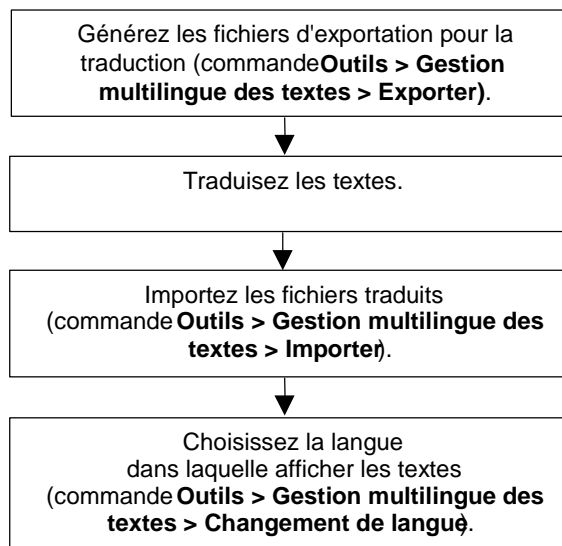 Générez les fichiers d'exportation pour la
traduction (commande Outils > Gestion
multilingue des textes > Exporter).
Traduisez les textes.
Importez les fichiers traduits
(commande Outils > Gestion multilingue des
textes > Importer).
Choisissez la langue
dans laquelle afficher les textes
(commande Outils > Gestion multilingue des
textes > Changement de langue).